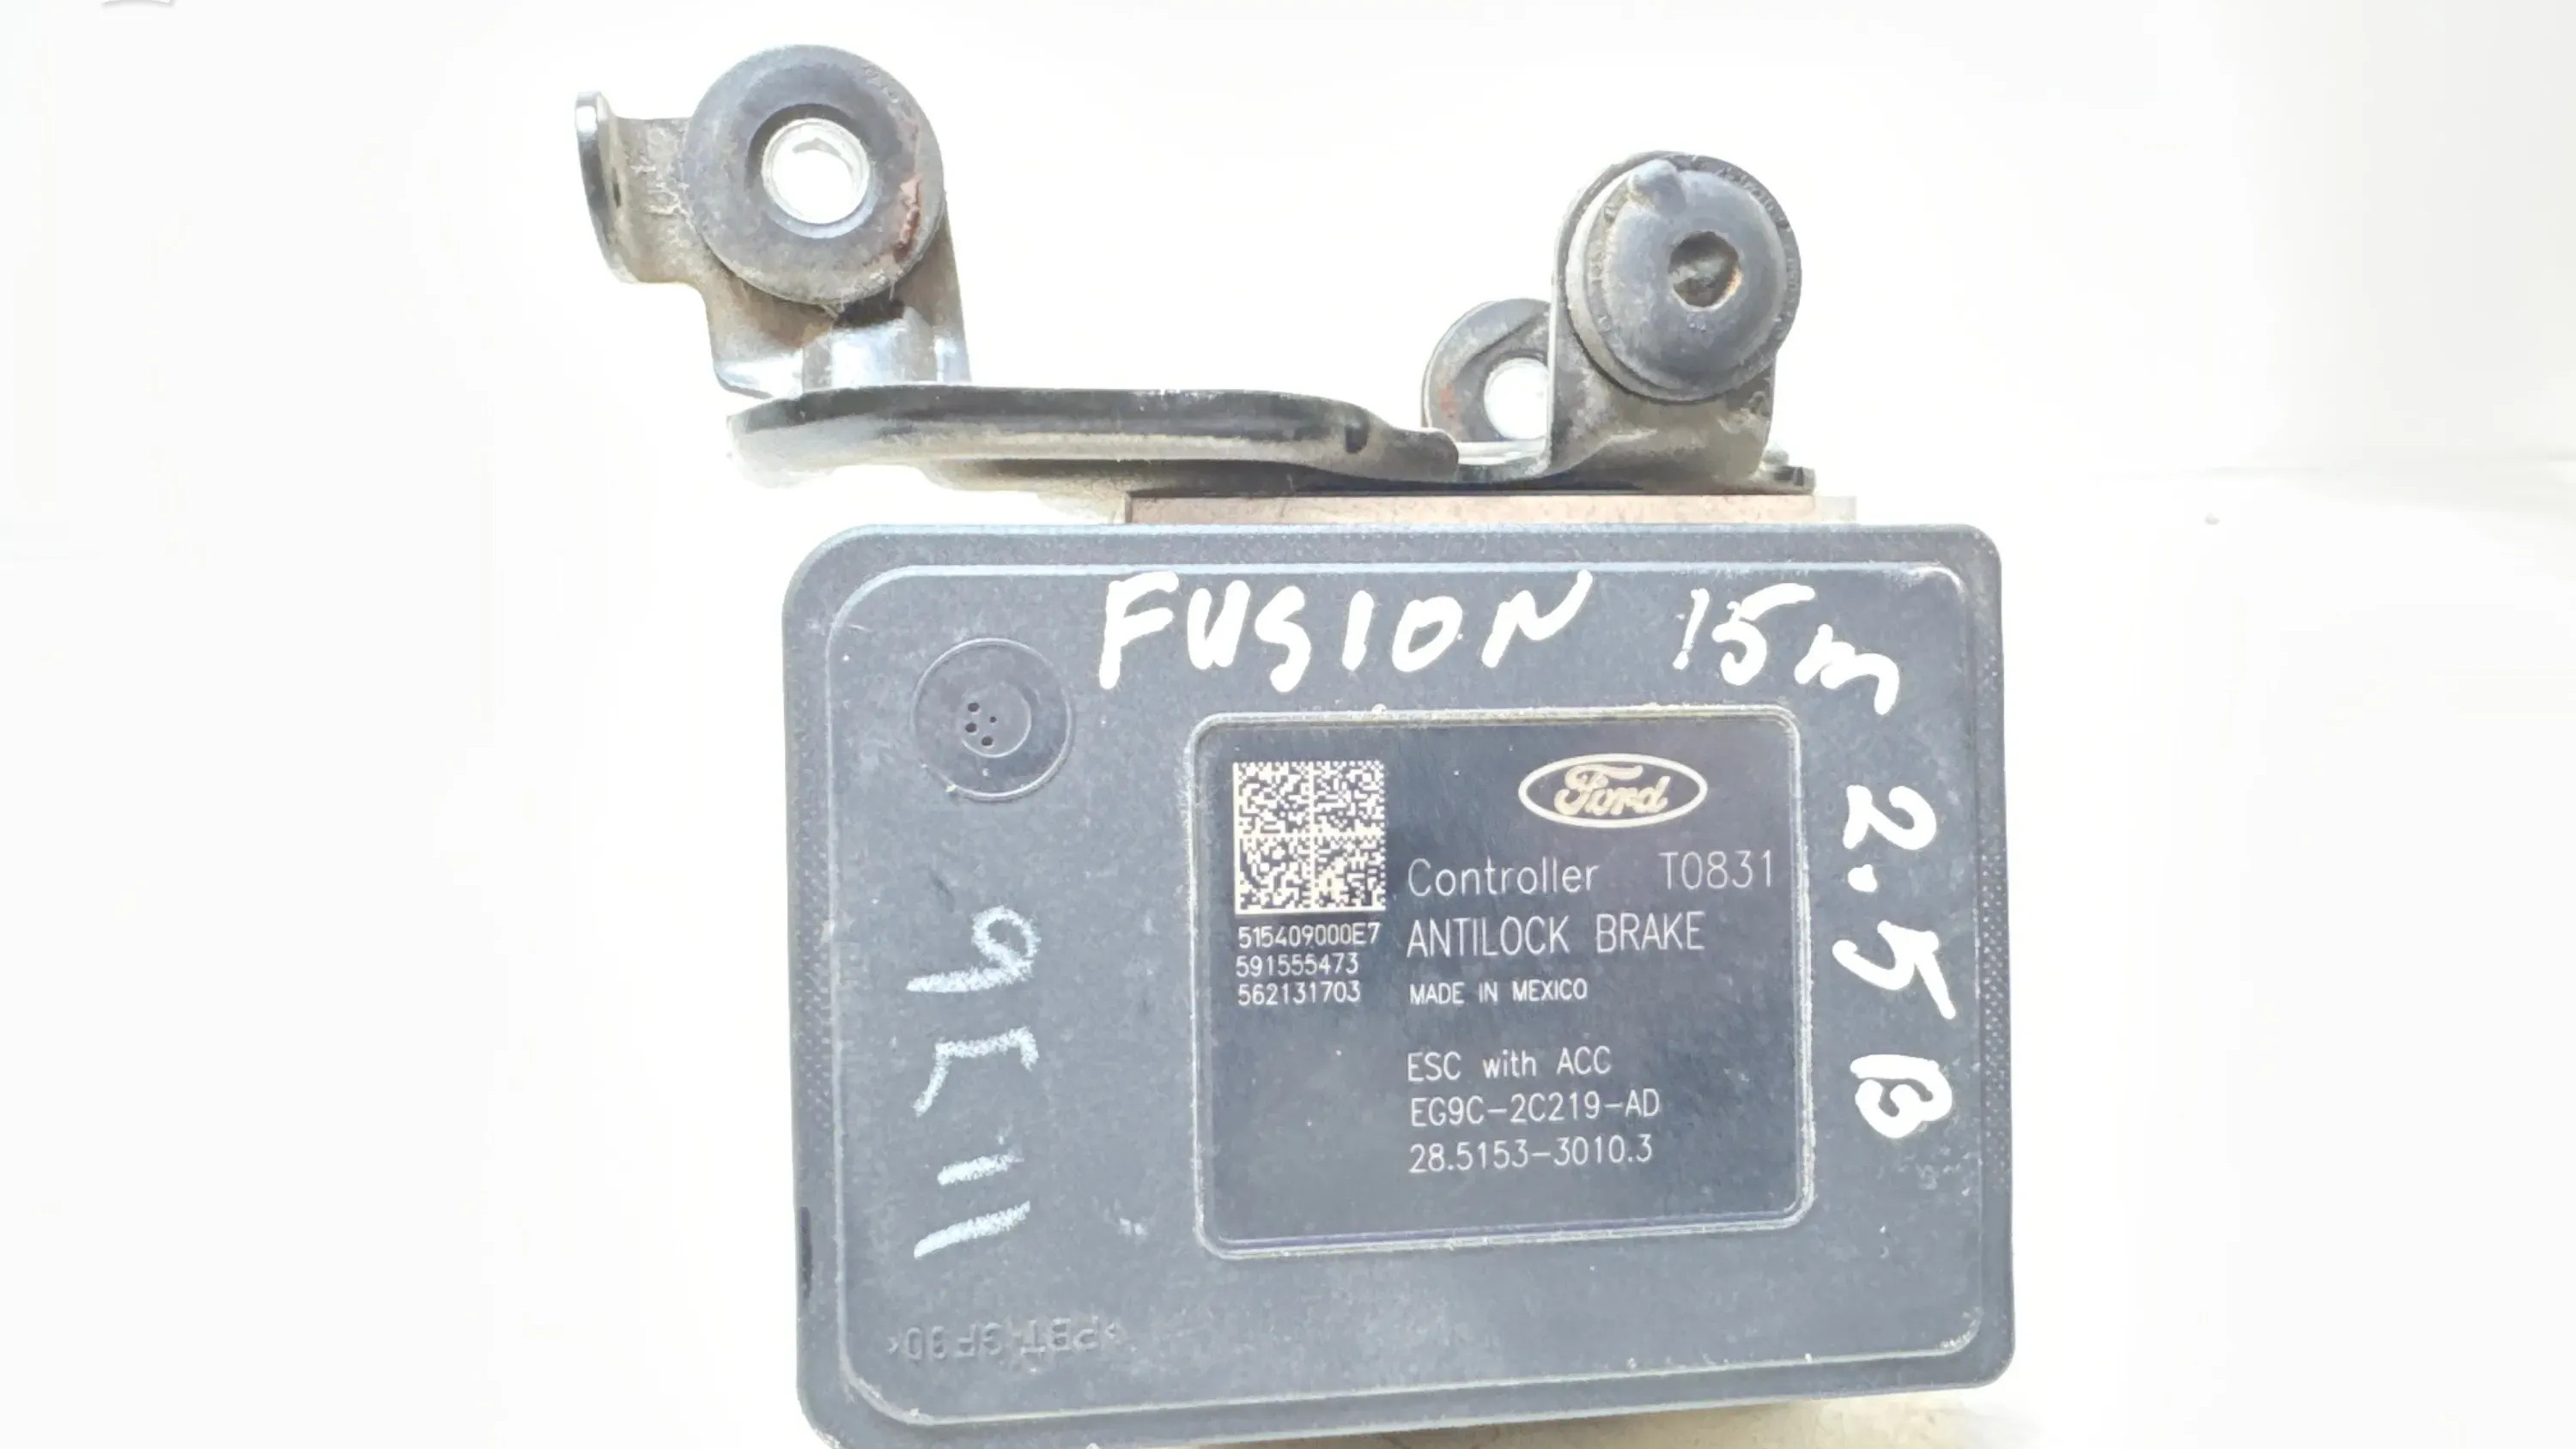 FUSION 15m
2.5 B
Ford
Controller T0831
ANTILOCK BRAKE
MADE IN MEXICO
515409000E7
591555473
562131703
ESC with ACC
EG9C-2C219-AD
28.5153-3010.3
9E11
>PBT GF30<